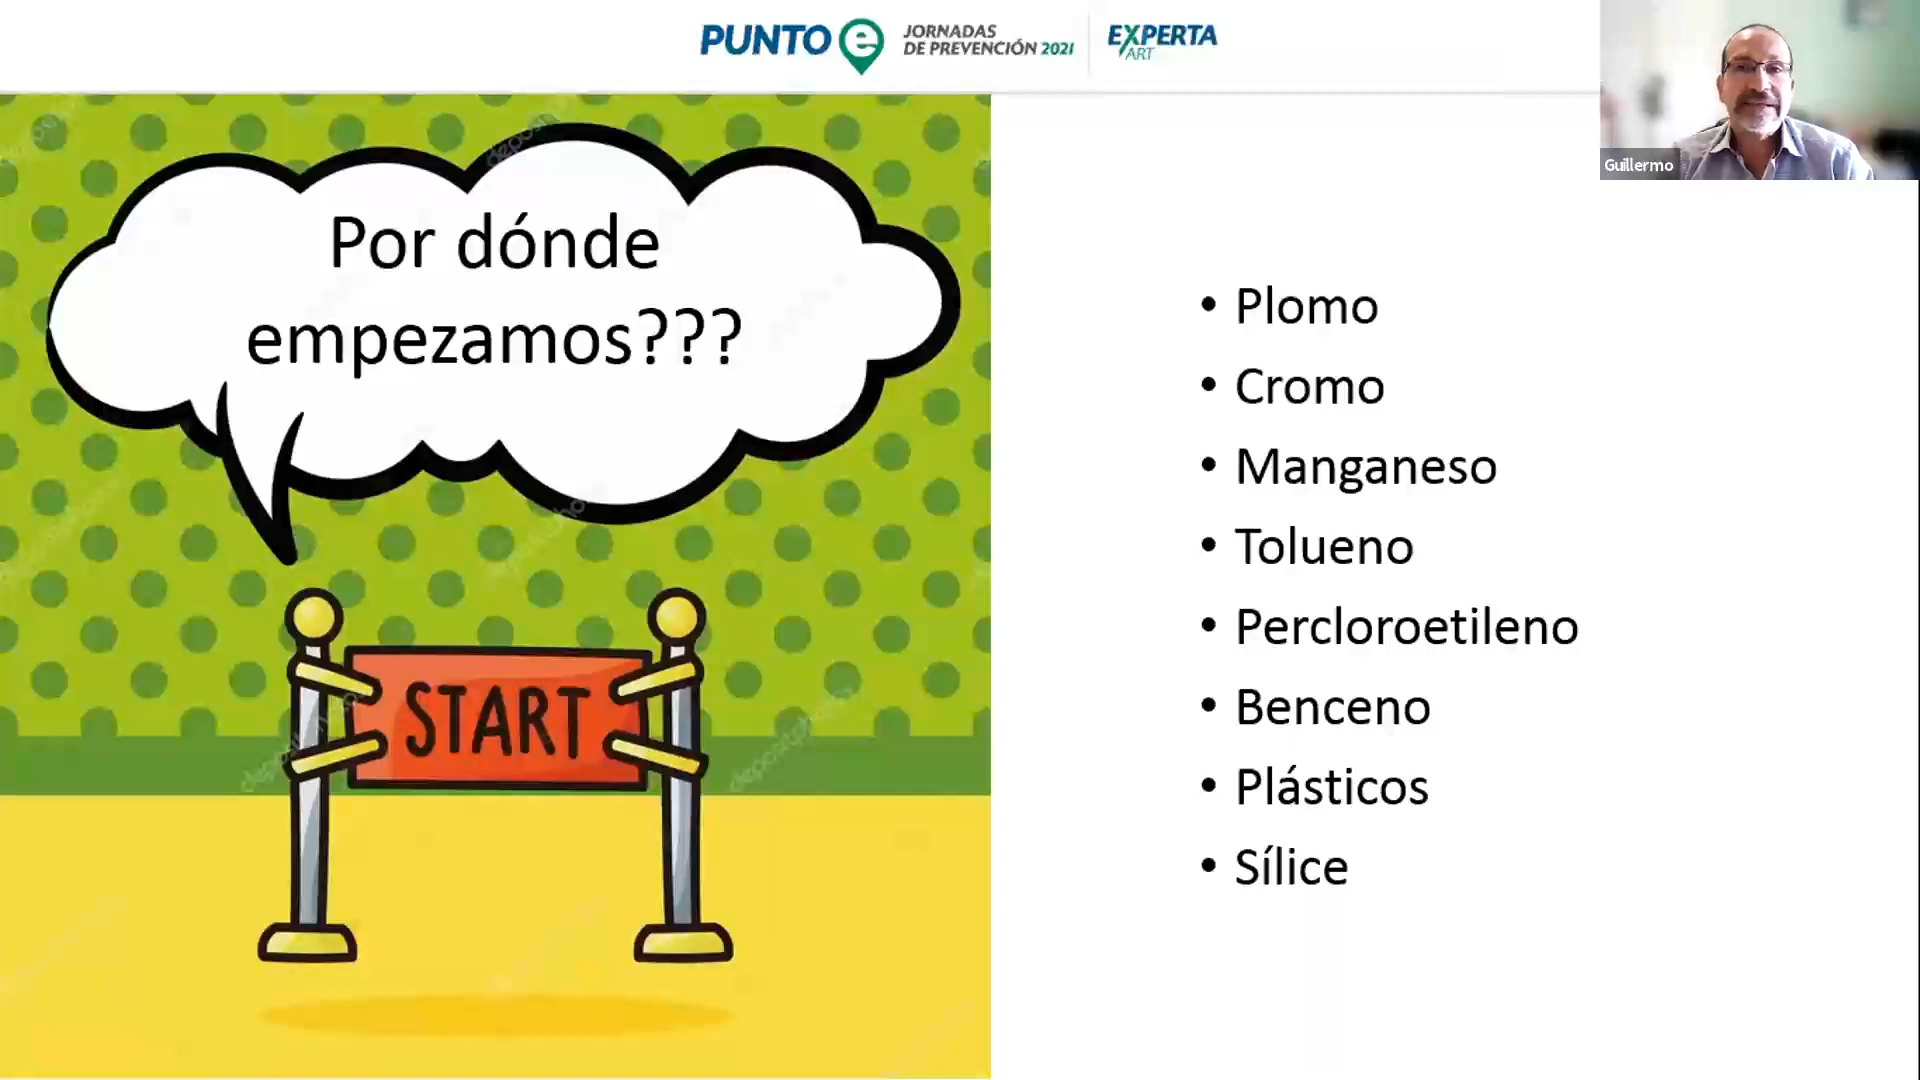 PUNTO e
JORNADAS
DE PREVENCIÓN 2021
EXPERTA
ART
Guillermo
Por dónde
empezamos???
START
• Plomo
• Cromo
• Manganeso
• Tolueno
• Percloroetileno
• Benceno
• Plásticos
• Sílice
depositphotos